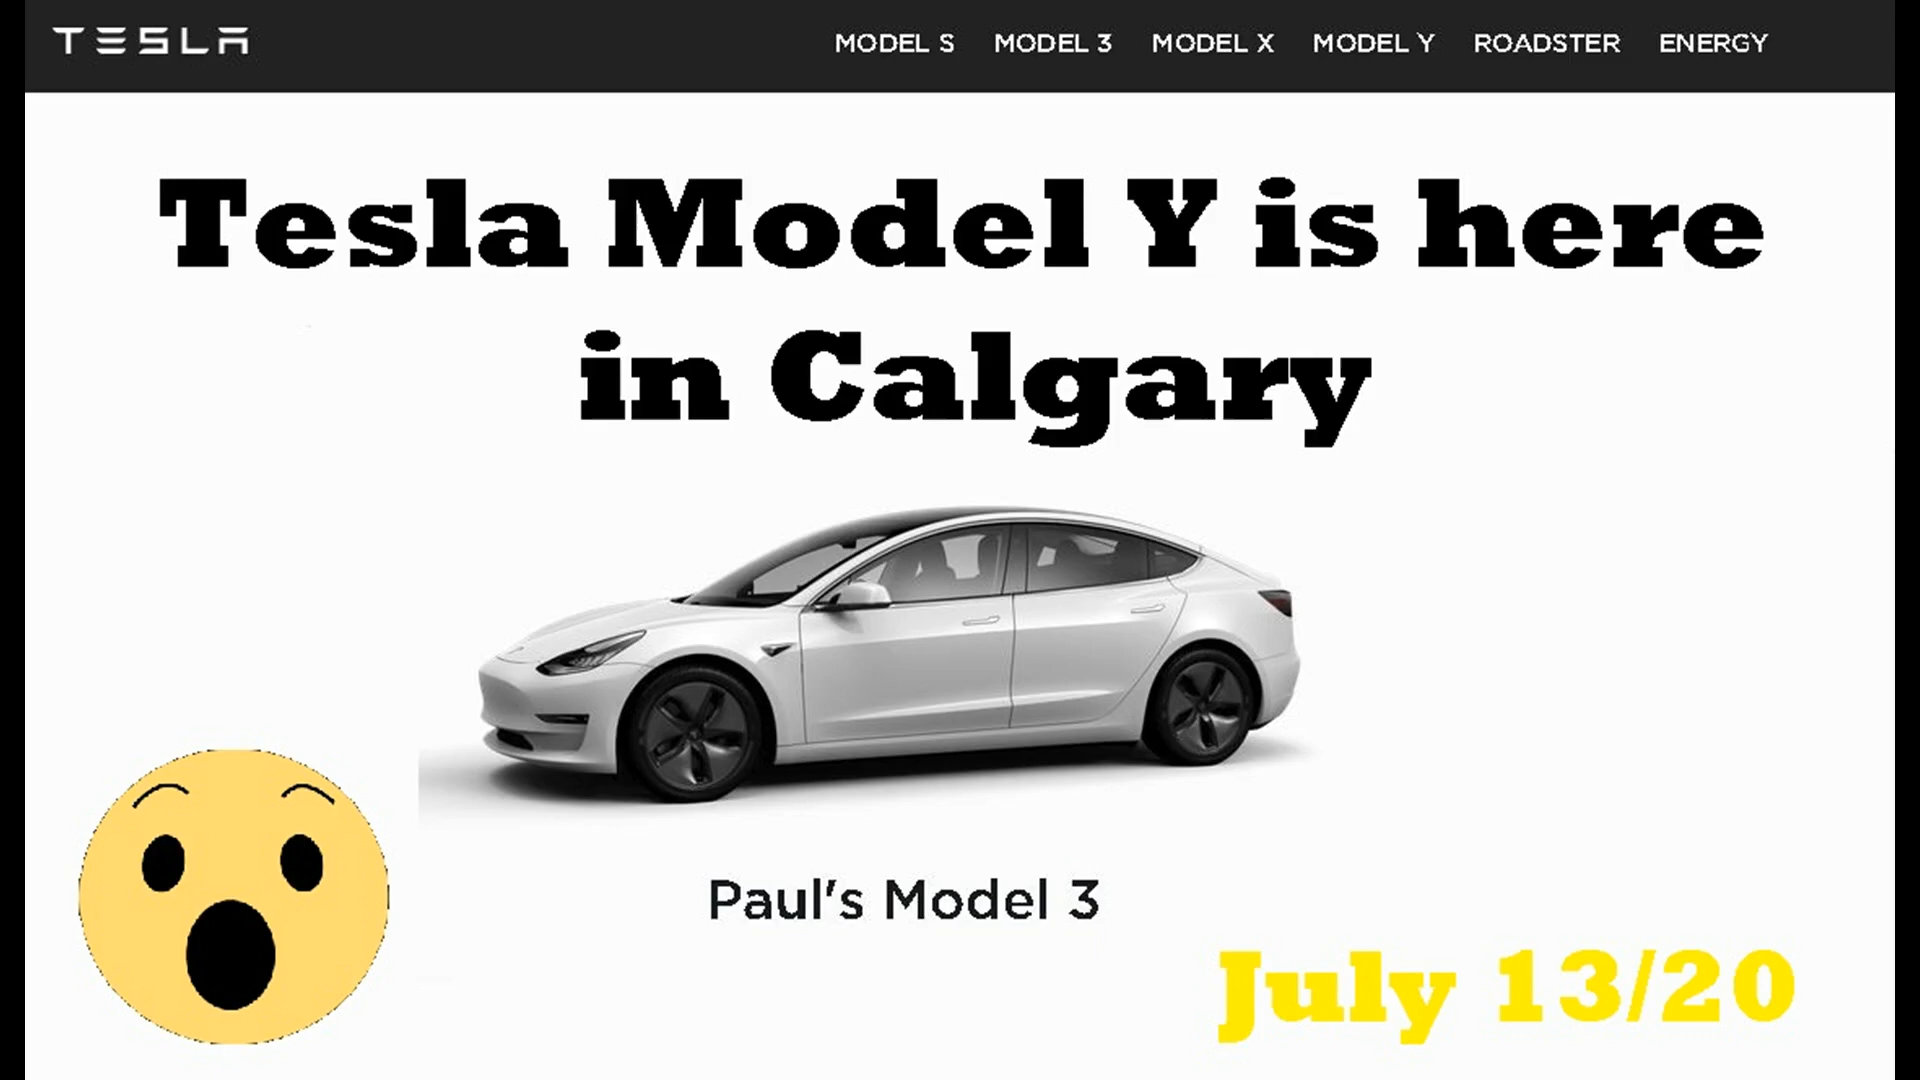 TESLA MODEL S MODEL 3 MODEL X MODEL Y ROADSTER ENERGY
Tesla Model Y is here
in Calgary
Paul's Model 3
July 13/20